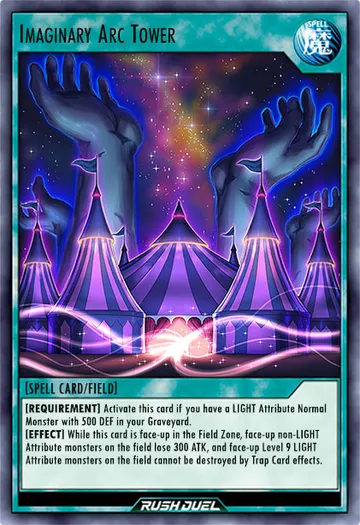 IMAGINARY ARC TOWER
SPELL
魔
[SPELL CARD/FIELD]
[REQUIREMENT] Activate this card if you have a LIGHT Attribute Normal
Monster with 500 DEF in your Graveyard.
[EFFECT] While this card is face-up in the Field Zone, face-up non-LIGHT
Attribute monsters on the field lose 300 ATK, and face-up Level 9 LIGHT
Attribute monsters on the field cannot be destroyed by Trap Card effects.
RUSH DUEL